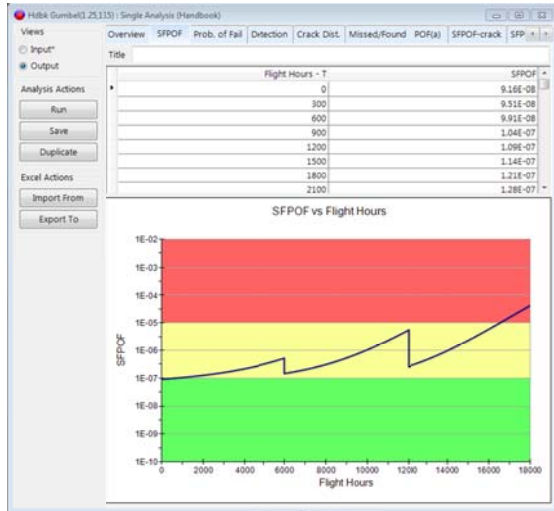 Hdbk Gumbel(1.25,115) : Single Analysis (Handbook)
Views
Input*
Output
Analysis Actions
Run
Save
Duplicate
Excel Actions
Import From
Export To
Overview SFPOF Prob. of Fail Dtection Crack Dist. Missed/Found POF(a) SFPOF-crack SFP
Title
Flight Hours - T SFPOF
0 9.16E-08
300 9.51E-08
600 9.91E-08
900 1.04E-07
1200 1.09E-07
1500 1.14E-07
1800 1.21E-07
2100 1.28E-07
SFPOF vs Flight Hours
SFPOF
1E-02
1E-03
1E-04
1E-05
1E-06
1E-07
1E-08
1E-09
1E-10
0 2000 4000 6000 8000 10000 12000 14000 16000 18000
Flight Hours